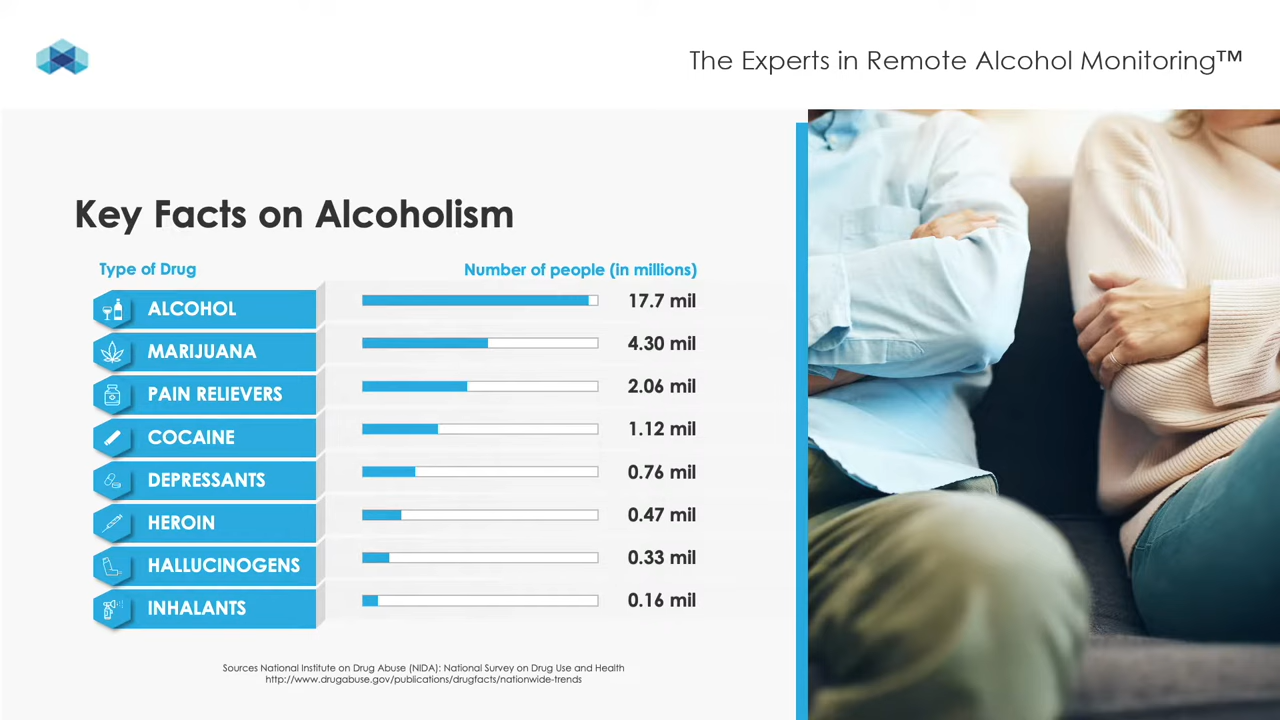 The Experts in Remote Alcohol Monitoring™
Key Facts on Alcoholism
Type of Drug Number of people (in millions)
ALCOHOL 17.7 mil
MARIJUANA 4.30 mil
PAIN RELIEVERS 2.06 mil
COCAINE 1.12 mil
DEPRESSANTS 0.76 mil
HEROIN 0.47 mil
HALLUCINOGENS 0.33 mil
INHALANTS 0.16 mil
Sources National Institute on Drug Abuse (NIDA): National Survey on Drug Use and Health
http://www.drugabuse.gov/publications/drugfacts/nationwide-trends